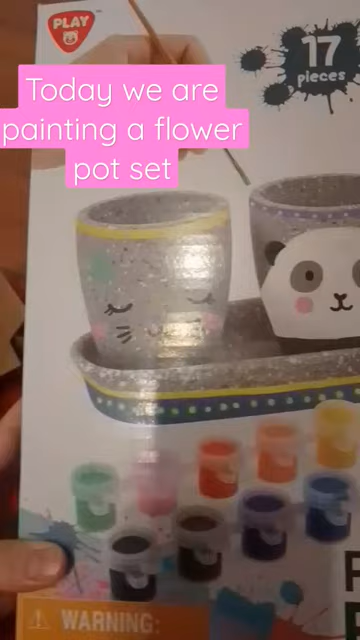 PLAY
17
pieces
Today we are
painting a flower
pot set
WARNING: